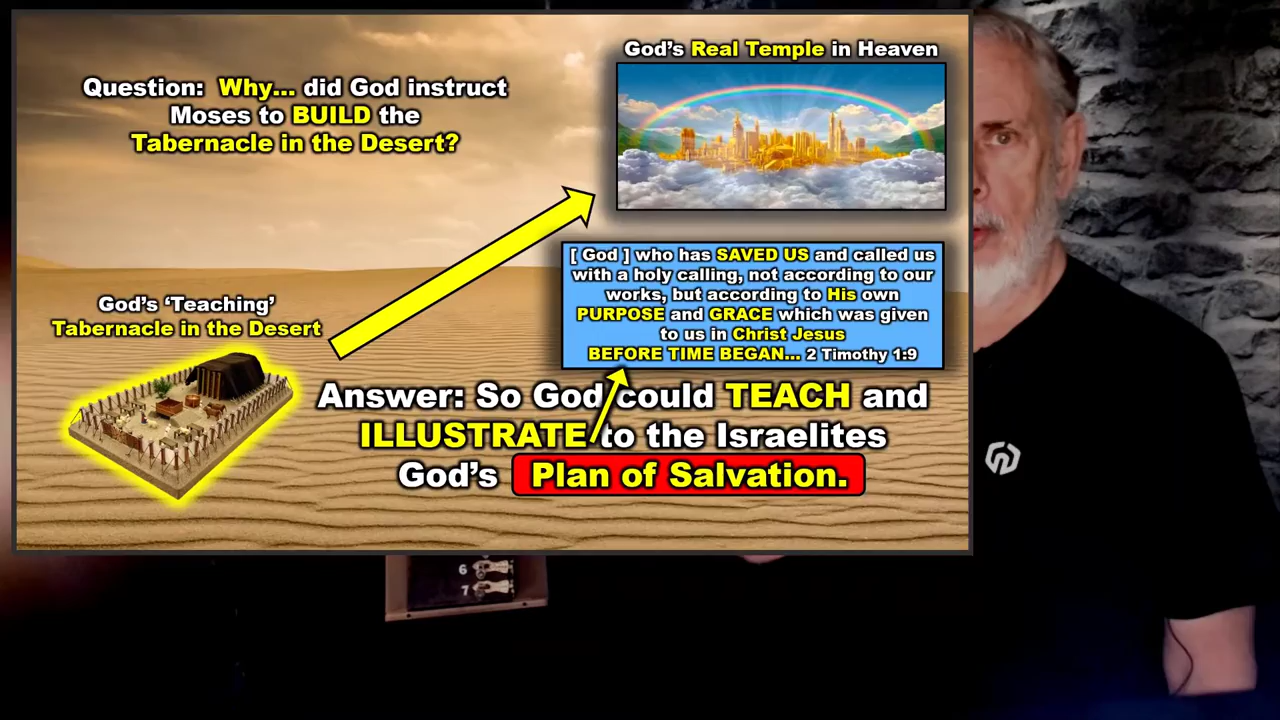 God’s Real Temple in Heaven
Question:  Why... did God instruct
Moses to BUILD the
Tabernacle in the Desert?
[ God ] who has SAVED US and called us
with a holy calling, not according to our
works, but according to His own
PURPOSE and GRACE which was given
to us in Christ Jesus
BEFORE TIME BEGAN... 2 Timothy 1:9
God’s ‘Teaching’
Tabernacle in the Desert
Answer: So God could TEACH and
ILLUSTRATE to the Israelites
God’s Plan of Salvation.
6
7